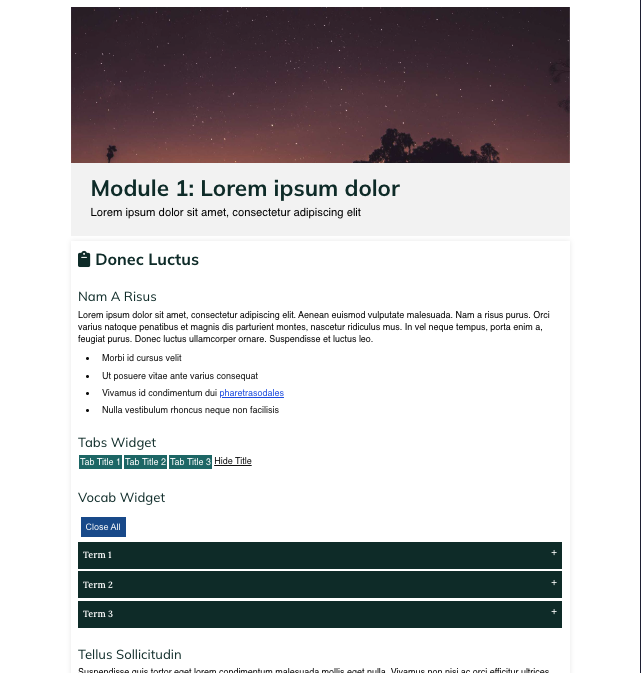 Module 1: Lorem ipsum dolor
Lorem ipsum dolor sit amet, consectetur adipiscing elit
Donec Luctus
Nam A Risus
Lorem ipsum dolor sit amet, consectetur adipiscing elit. Aenean euismod vulputate malesuada. Nam a risus purus. Orci
varius natoque penatibus et magnis dis parturient montes, nascetur ridiculus mus. In vel neque tempus, porta enim a,
feugiat purus. Donec luctus ullamcorper ornare. Suspendisse et luctus leo.
• Morbi id cursus velit
• Ut posuere vitae ante varius consequat
• Vivamus id condimentum dui pharetrasodales
• Nulla vestibulum rhoncus neque non facilisis
Tabs Widget
Tab Title 1 Tab Title 2 Tab Title 3 Hide Title
Vocab Widget
Close All
Term 1 +
Term 2 +
Term 3 +
Tellus Sollicitudin
Suspendisse quis tortor eget lorem condimentum malesuada mollis eget nulla. Vivamus non nisi ac orci efficitur ultrices